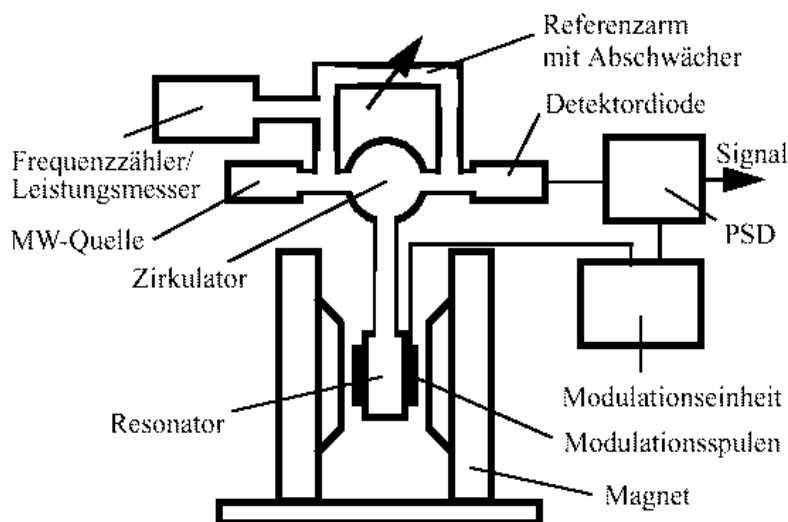 Referenzarm
mit Abschwächer
Detektordiode
Frequenzzähler/
Leistungsmesser
Signal
MW-Quelle
PSD
Zirkulator
Modulationseinheit
Resonator
Modulationsspulen
Magnet